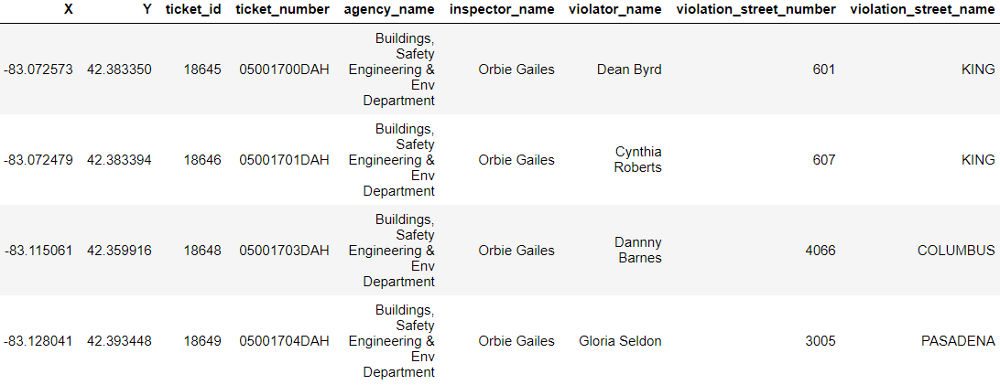 X Y ticket_id ticket_number agency_name inspector_name violator_name violation_street_number violation_street_name
-83.072573 42.383350 18645 05001700DAH Buildings, Safety Engineering & Env Department Orbie Gailes Dean Byrd 601 KING
-83.072479 42.383394 18646 05001701DAH Buildings, Safety Engineering & Env Department Orbie Gailes Cynthia Roberts 607 KING
-83.115061 42.359916 18648 05001703DAH Buildings, Safety Engineering & Env Department Orbie Gailes Dannny Barnes 4066 COLUMBUS
-83.128041 42.393448 18649 05001704DAH Buildings, Safety Engineering & Env Department Orbie Gailes Gloria Seldon 3005 PASADENA